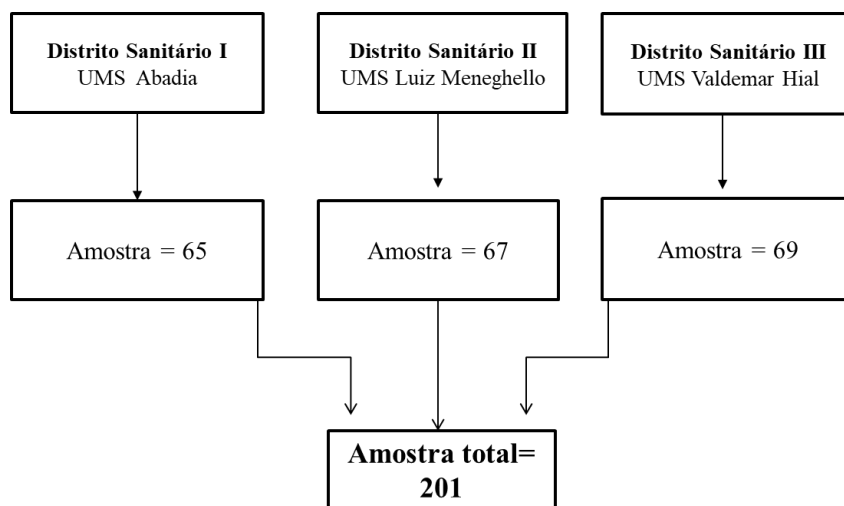 Distrito Sanitário I
UMS Abadia
Distrito Sanitário II
UMS Luiz Meneghello
Distrito Sanitário III
UMS Valdemar Hial
Amostra = 65
Amostra = 67
Amostra = 69
Amostra total=
201